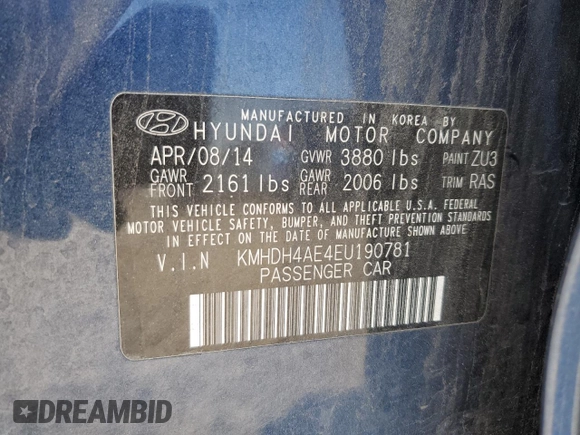 MANUFACTURED IN KOREA BY
HYUNDAI MOTOR COMPANY
APR/08/14 GVWR 3880 lbs PAINT ZU3
GAWR FRONT 2161 lbs GAWR REAR 2006 lbs TRIM RAS
THIS VEHICLE CONFORMS TO ALL APPLICABLE U.S.A. FEDERAL
MOTOR VEHICLE SAFETY, BUMPER, AND THEFT PREVENTION STANDARDS
IN EFFECT ON THE DATE OF MANUFACTURE SHOWN ABOVE.
V.I.N KMHDH4AE4EU190781
PASSENGER CAR
DREAMBID